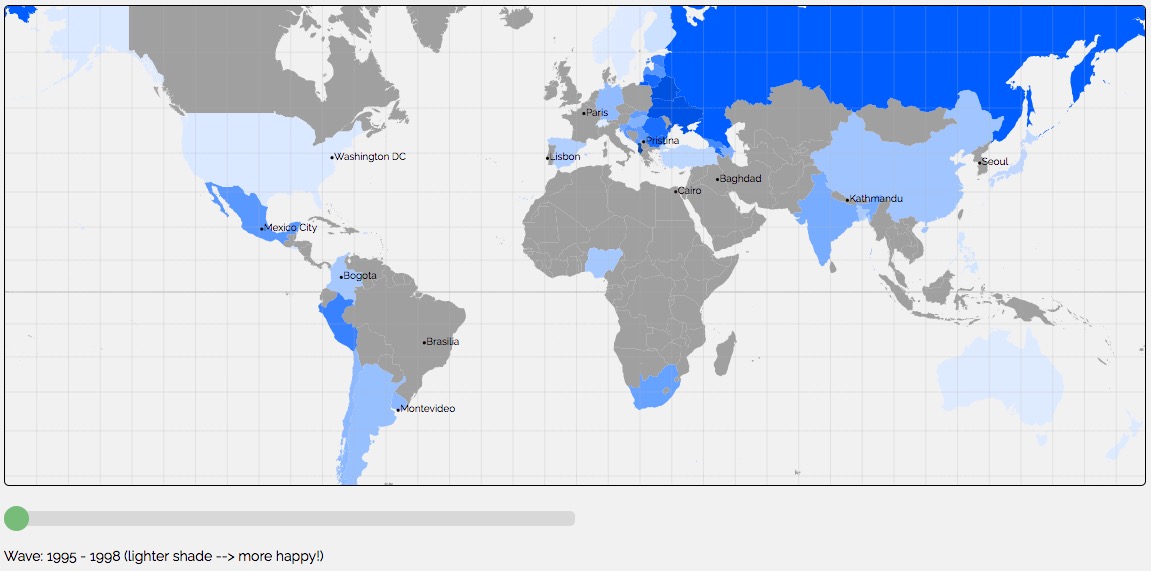 Paris
Pristina
Lisbon
Washington DC
Seoul
Baghdad
Cairo
Kathmandu
Mexico City
Bogota
Brasilia
Montevideo
Wave: 1995 - 1998 (lighter shade --> more happy!)